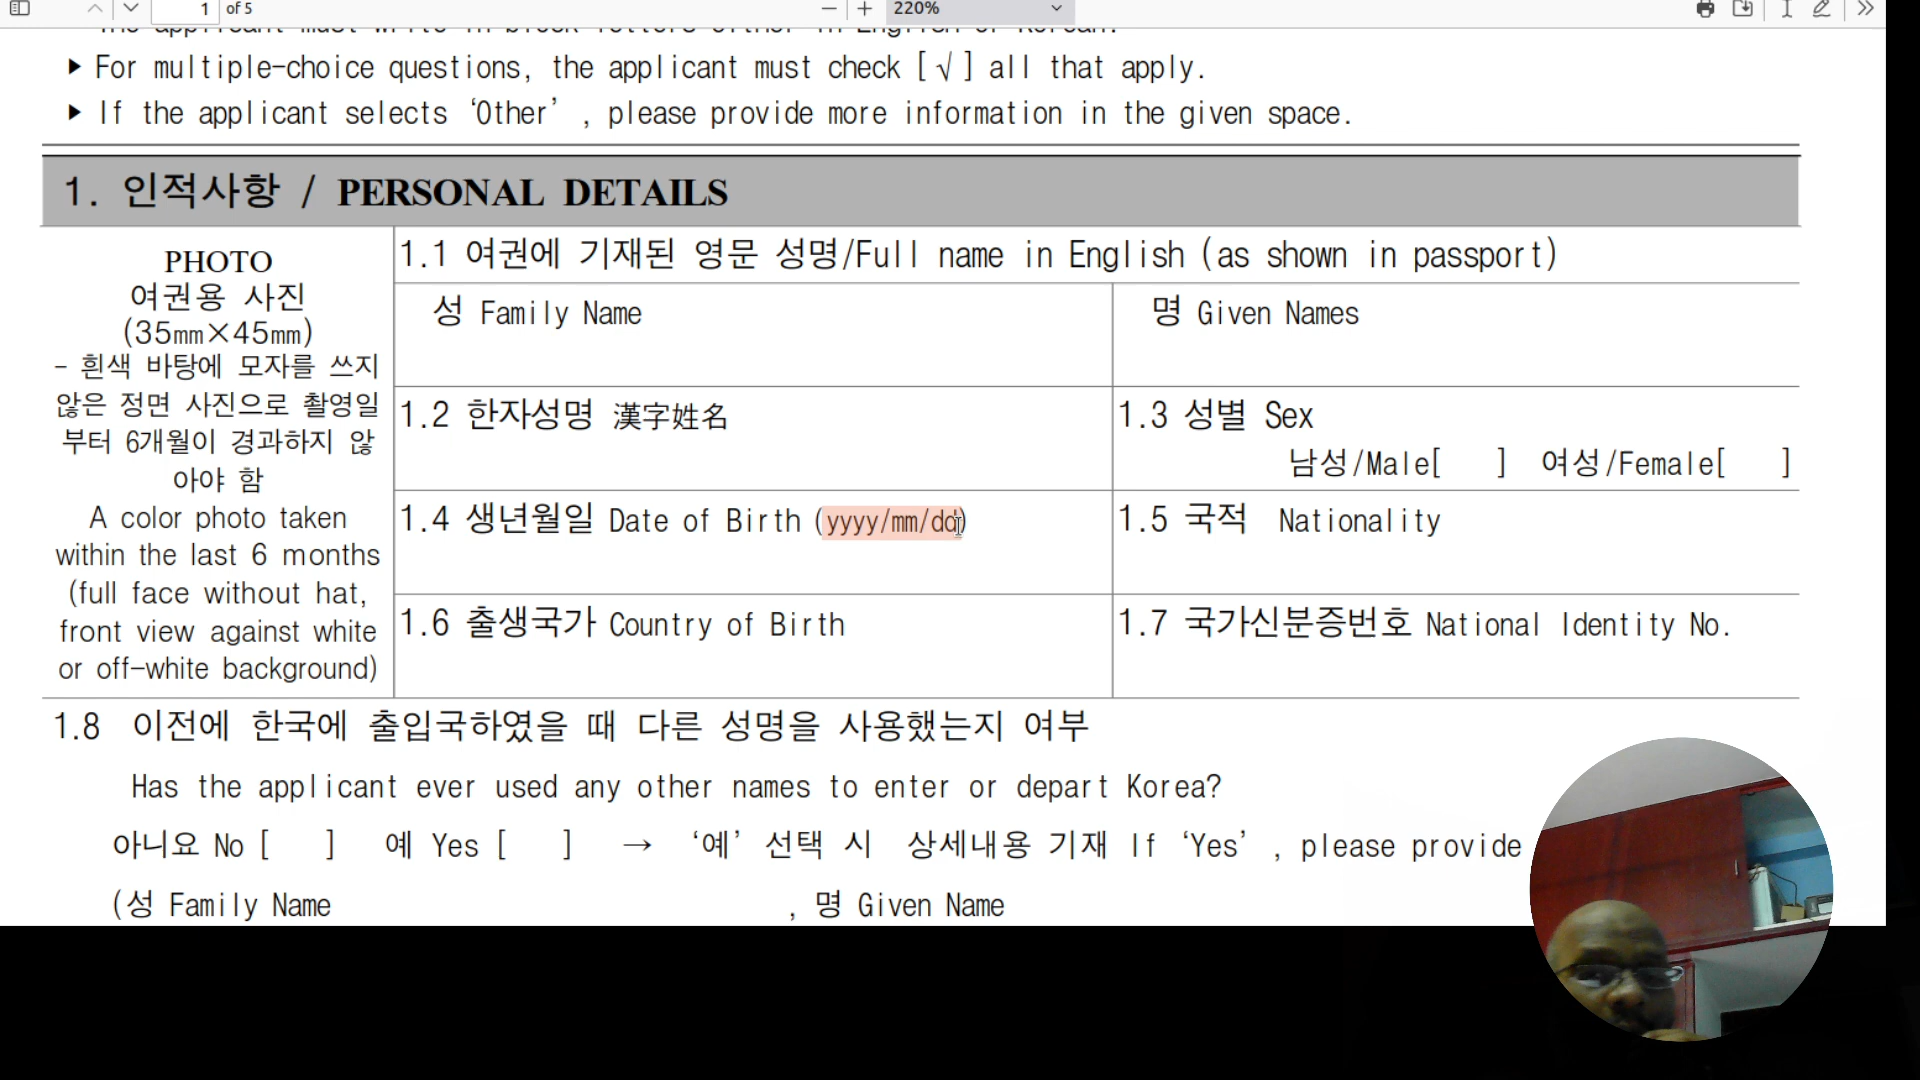 1 of 5
220%
The applicant must write in block letters either in English or Korean.
▶ For multiple-choice questions, the applicant must check [√] all that apply.
▶ If the applicant selects ‘Other’, please provide more information in the given space.
1. 인적사항 / PERSONAL DETAILS
PHOTO
여권용 사진
(35㎜×45㎜)
- 흰색 바탕에 모자를 쓰지
않은 정면 사진으로 촬영일
부터 6개월이 경과하지 않
아야 함
A color photo taken
within the last 6 months
(full face without hat,
front view against white
or off-white background)
1.1 여권에 기재된 영문 성명/Full name in English (as shown in passport)
성 Family Name
명 Given Names
1.2 한자성명 漢字姓名
1.3 성별 Sex
남성/Male[ ] 여성/Female[ ]
1.4 생년월일 Date of Birth (yyyy/mm/dd)
1.5 국적 Nationality
1.6 출생국가 Country of Birth
1.7 국가신분증번호 National Identity No.
1.8 이전에 한국에 출입국하였을 때 다른 성명을 사용했는지 여부
Has the applicant ever used any other names to enter or depart Korea?
아니요 No [ ] 예 Yes [ ] → ‘예’ 선택 시 상세내용 기재 If ‘Yes’, please provide
(성 Family Name , 명 Given Name